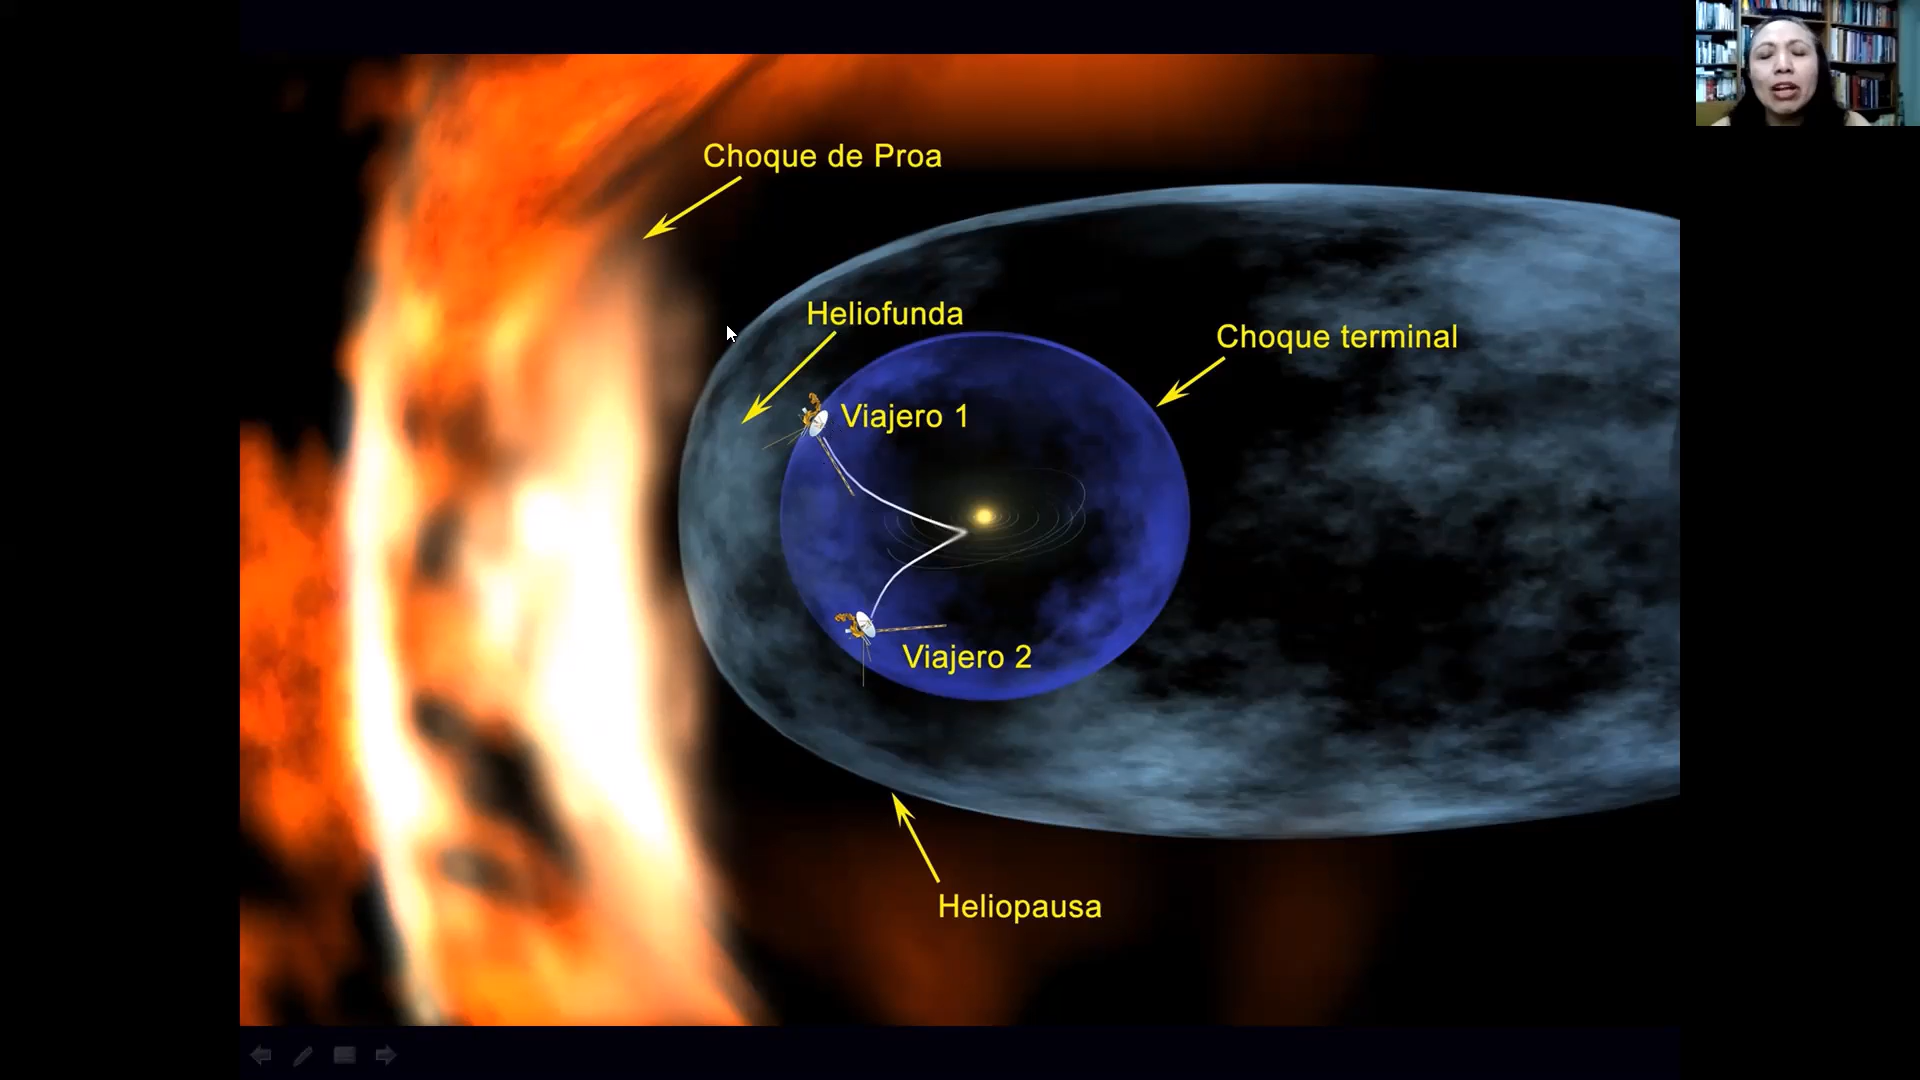 Choque de Proa
Heliofunda
Choque terminal
Viajero 1
Viajero 2
Heliopausa